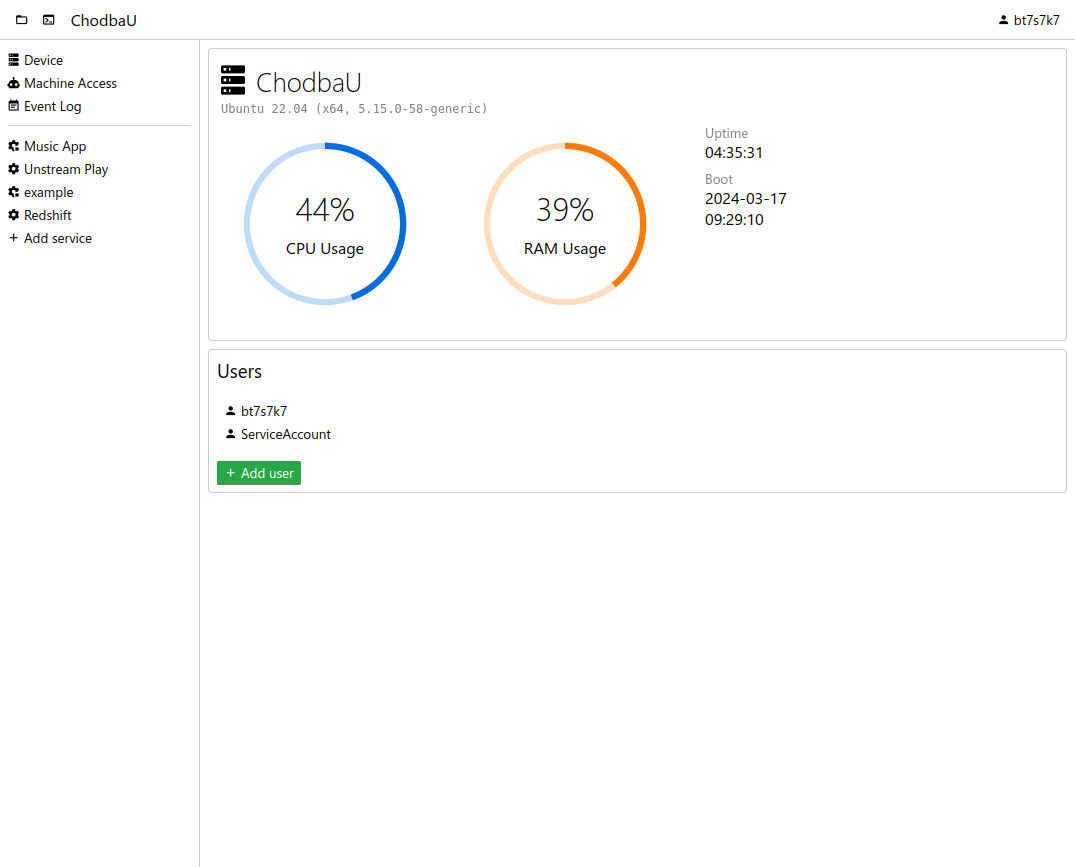 ChodbaU
bt7s7k7
Device
Machine Access
Event Log
Music App
Unstream Play
example
Redshift
Add service
ChodbaU
Ubuntu 22.04 (x64, 5.15.0-58-generic)
44%
CPU Usage
39%
RAM Usage
Uptime
04:35:31
Boot
2024-03-17
09:29:10
Users
bt7s7k7
ServiceAccount
Add user